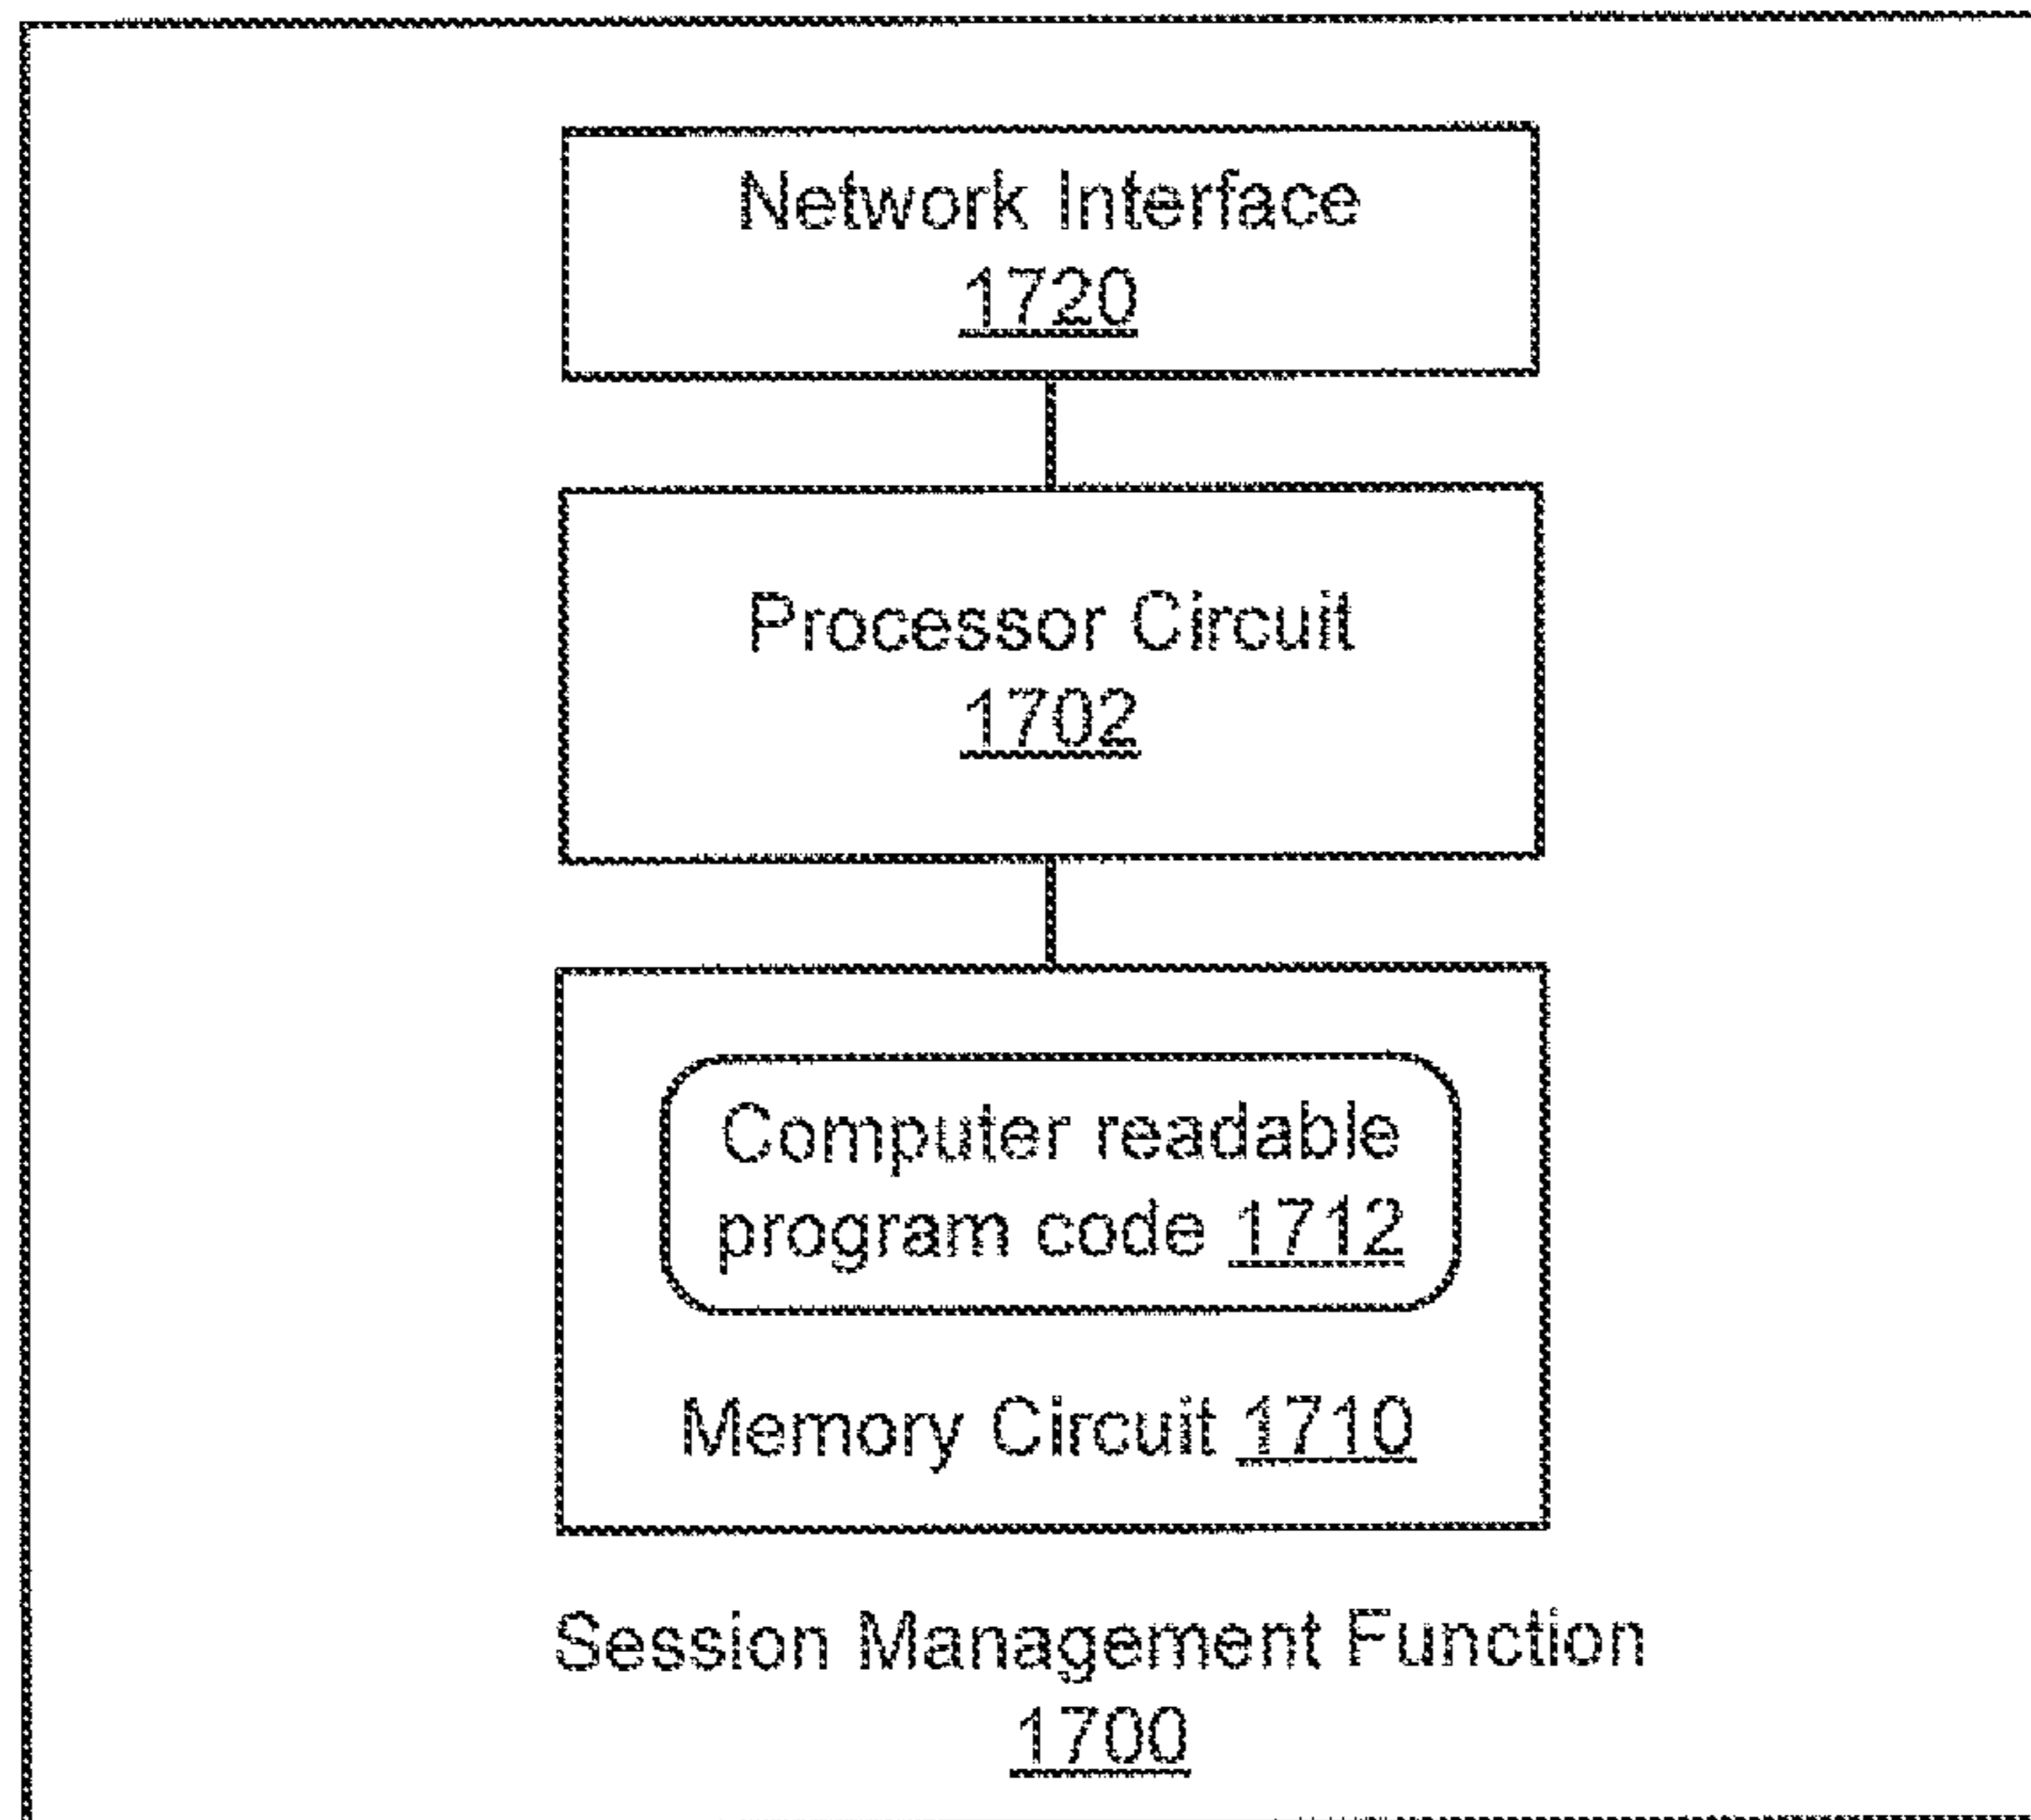 Network Interface
1720
Processor Circuit
1702
Computer readable
program code 1712
Memory Circuit 1710
Session Management Function
1700